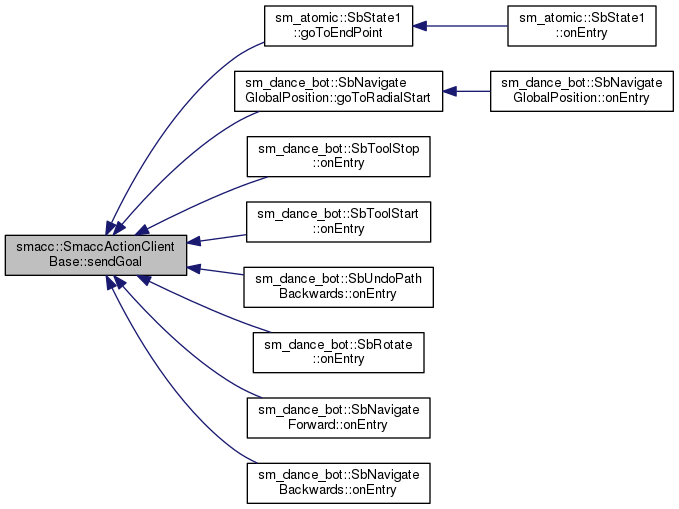 sm_atomic::SbState1
::goToEndPoint
sm_atomic::SbState1
::onEntry
sm_dance_bot::SbNavigate
GlobalPosition::goToRadialStart
sm_dance_bot::SbNavigate
GlobalPosition::onEntry
sm_dance_bot::SbToolStop
::onEntry
sm_dance_bot::SbToolStart
::onEntry
smacc::SmaccActionClient
Base::sendGoal
sm_dance_bot::SbUndoPath
Backwards::onEntry
sm_dance_bot::SbRotate
::onEntry
sm_dance_bot::SbNavigate
Forward::onEntry
sm_dance_bot::SbNavigate
Backwards::onEntry